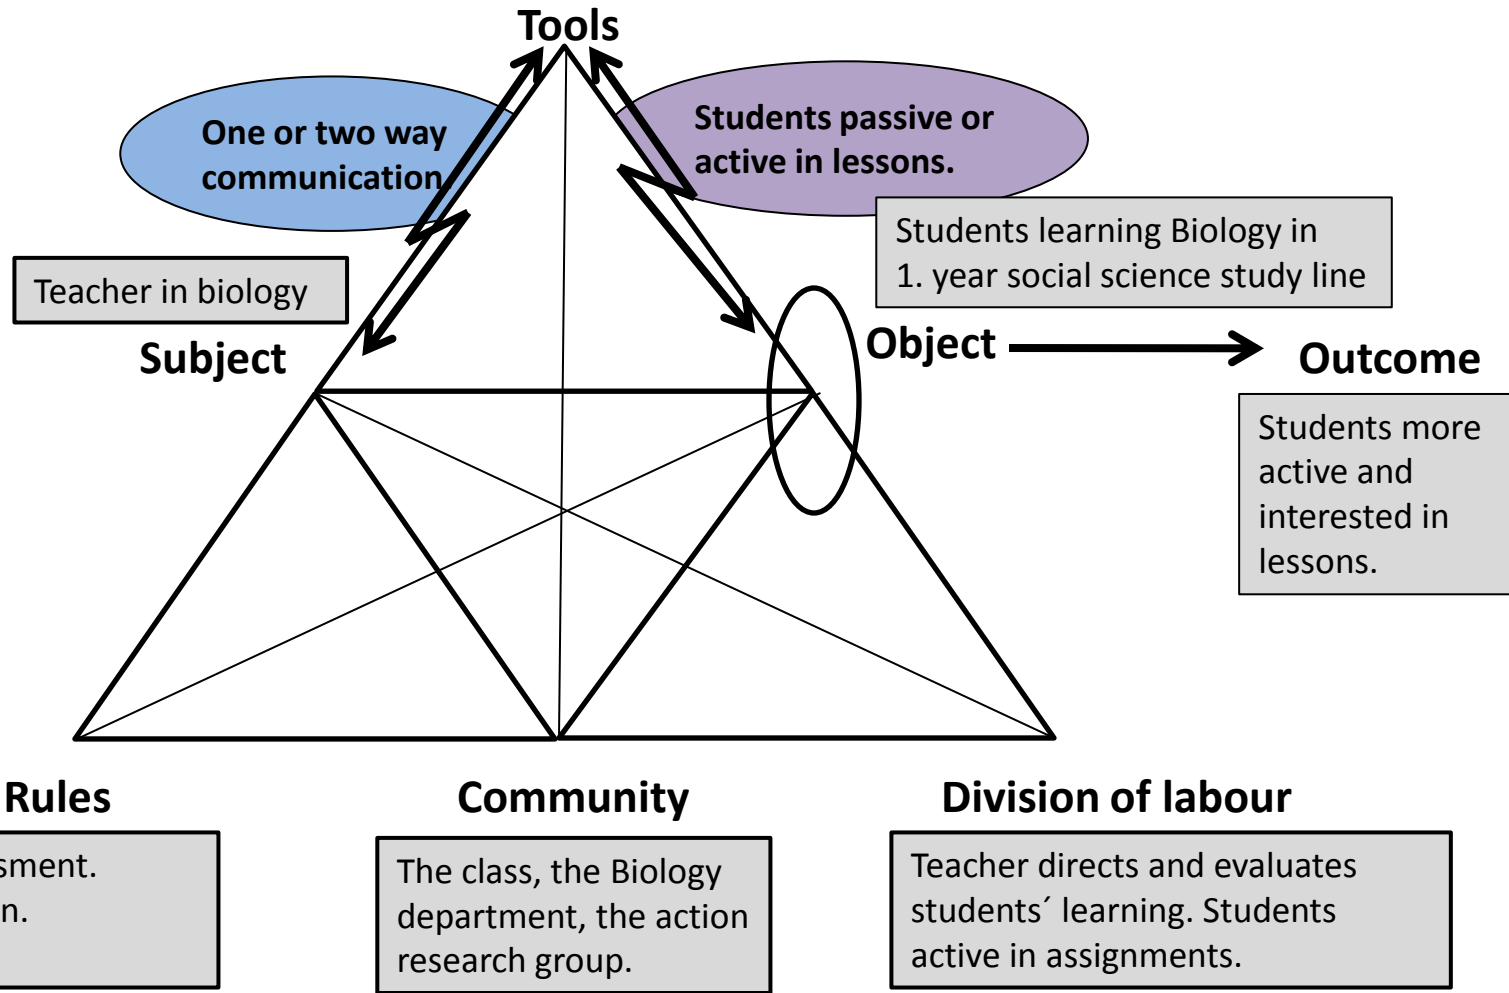 Tools
One or two way
communication
Students passive or
active in lessons.
Students learning Biology in
1. year social science study line
Teacher in biology
Subject
Object
Outcome
Students more
active and
interested in
lessons.
Rules
Community
Division of labour
The class, the Biology
department, the action
research group.
Teacher directs and evaluates
students´ learning. Students
active in assignments.